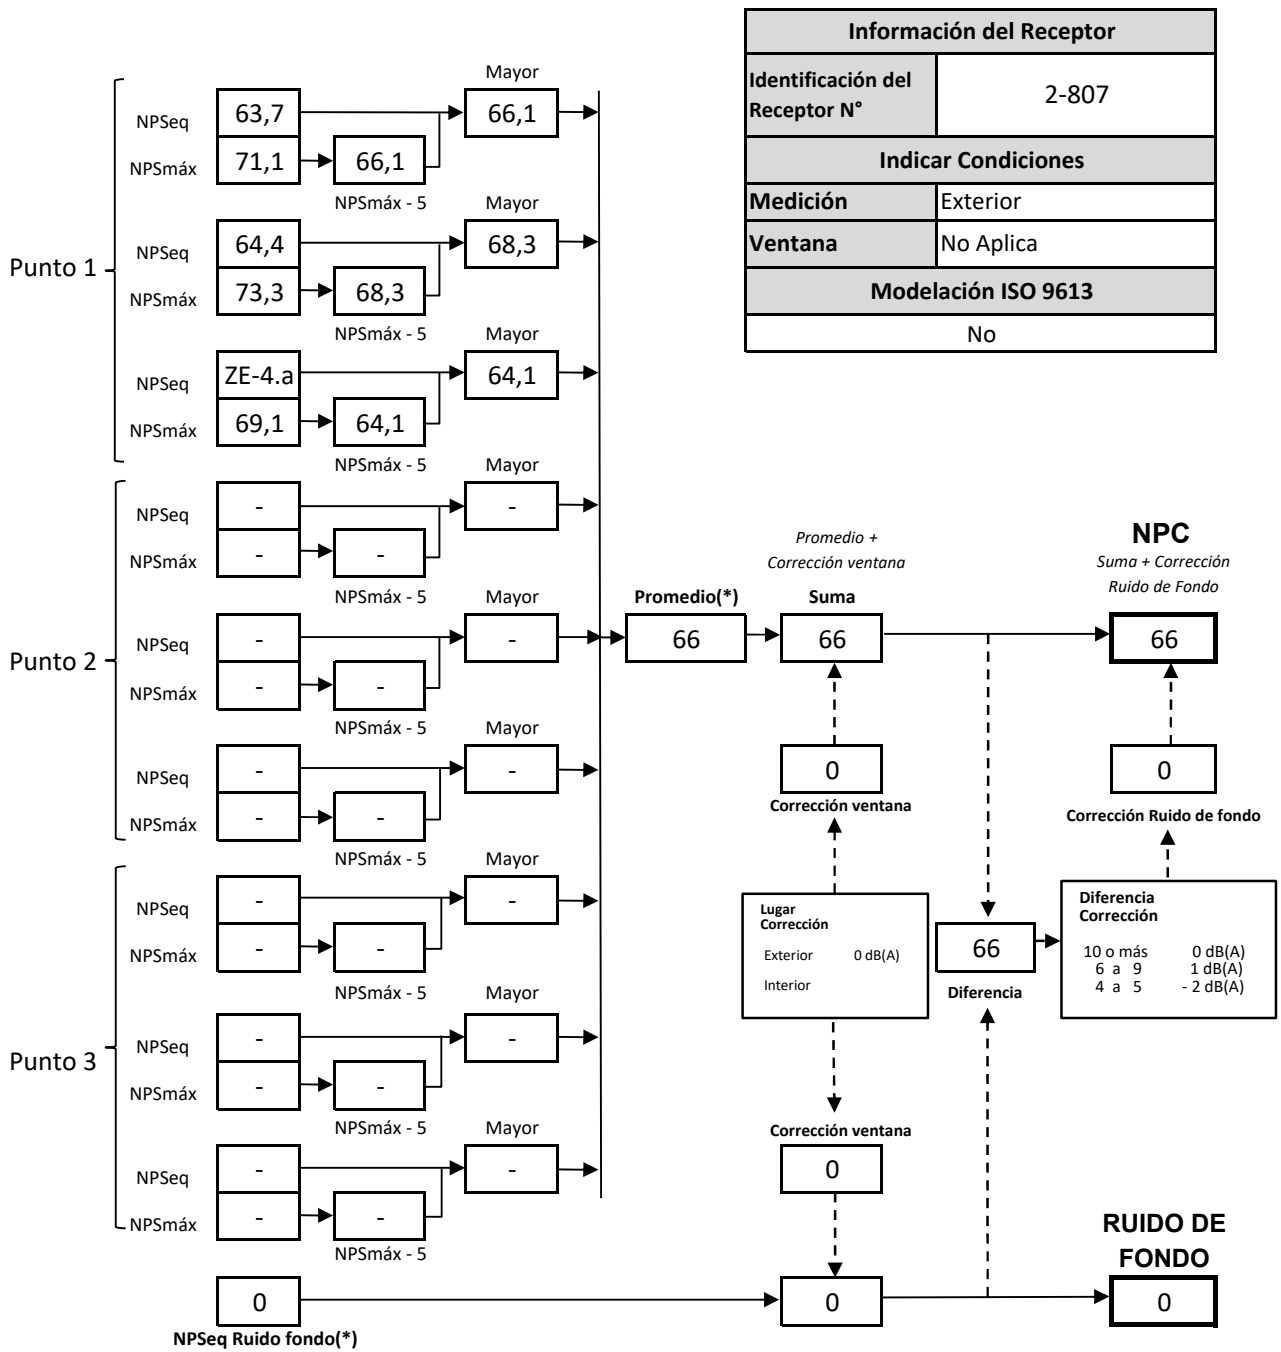 Información del Receptor
Identificación del Receptor N° 2-807
Indicar Condiciones
Medición Exterior
Ventana No Aplica
Modelación ISO 9613
No
Punto 1
Mayor
NPSeq 63,7 66,1
NPSmáx 71,1 66,1
NPSmáx - 5
Mayor
NPSeq 64,4 68,3
NPSmáx 73,3 68,3
NPSmáx - 5
Mayor
NPSeq ZE-4.a 64,1
NPSmáx 69,1 64,1
NPSmáx - 5
Punto 2
Mayor
NPSeq - -
NPSmáx - -
NPSmáx - 5
Mayor
NPSeq - -
NPSmáx - -
NPSmáx - 5
Mayor
NPSeq - -
NPSmáx - -
NPSmáx - 5
Punto 3
Mayor
NPSeq - -
NPSmáx - -
NPSmáx - 5
NPSeq - -
NPSmáx - -
NPSmáx - 5
Mayor
NPSeq - -
NPSmáx - -
NPSmáx - 5
0
NPSeq Ruido fondo(*)
Promedio(*)
66
Promedio +
Corrección ventana
Suma
66
0
Corrección ventana
Lugar
Corrección
Exterior 0 dB(A)
Interior
Corrección ventana
0
0
66
Diferencia
NPC
Suma + Corrección
Ruido de Fondo
66
0
Corrección Ruido de fondo
Diferencia
Corrección
10 o más 0 dB(A)
6 a 9 1 dB(A)
4 a 5 - 2 dB(A)
RUIDO DE
FONDO
0